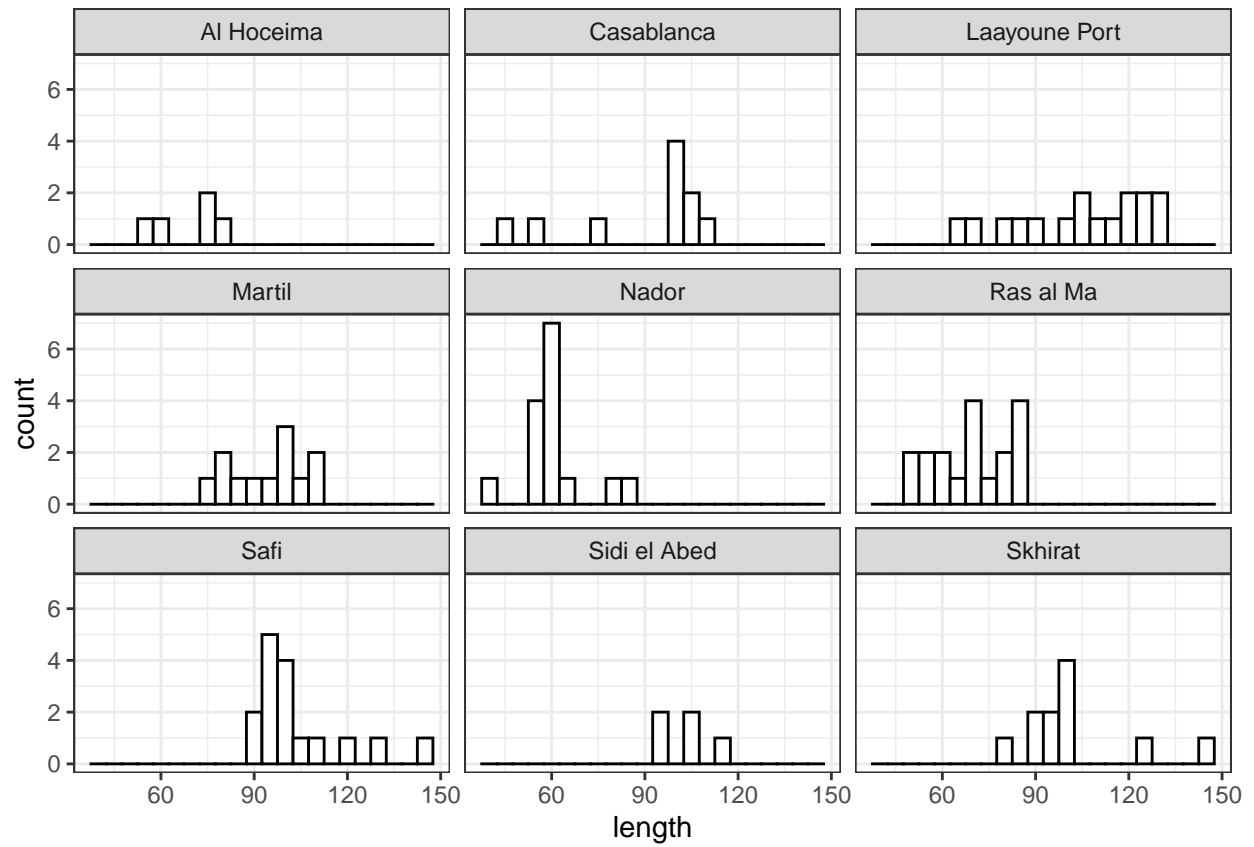 Al Hoceima
Casablanca
Laayoune Port
6
4
2
0
Martil
Nador
Ras al Ma
count
6
4
2
0
Safi
Sidi el Abed
Skhirat
6
4
2
0
60 90 120 150
60 90 120 150
60 90 120 150
length